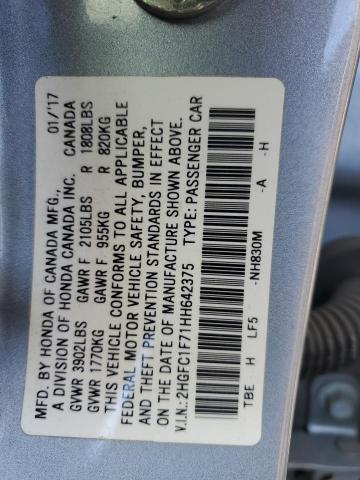 MFD. BY HONDA OF CANADA MFG., 01/'17
A DIVISION OF HONDA CANADA INC. CANADA
GVWR 3902LBS GAWR F 2105LBS R 1808LBS
GVWR 1770KG GAWR F 955KG R 820KG
THIS VEHICLE CONFORMS TO ALL APPLICABLE
FEDERAL MOTOR VEHICLE SAFETY, BUMPER,
AND THEFT PREVENTION STANDARDS IN EFFECT
ON THE DATE OF MANUFACTURE SHOWN ABOVE.
V.I.N.: 2HGFC1F71HH642375 TYPE: PASSENGER CAR
-NH830M -A -H
TBE H LF5